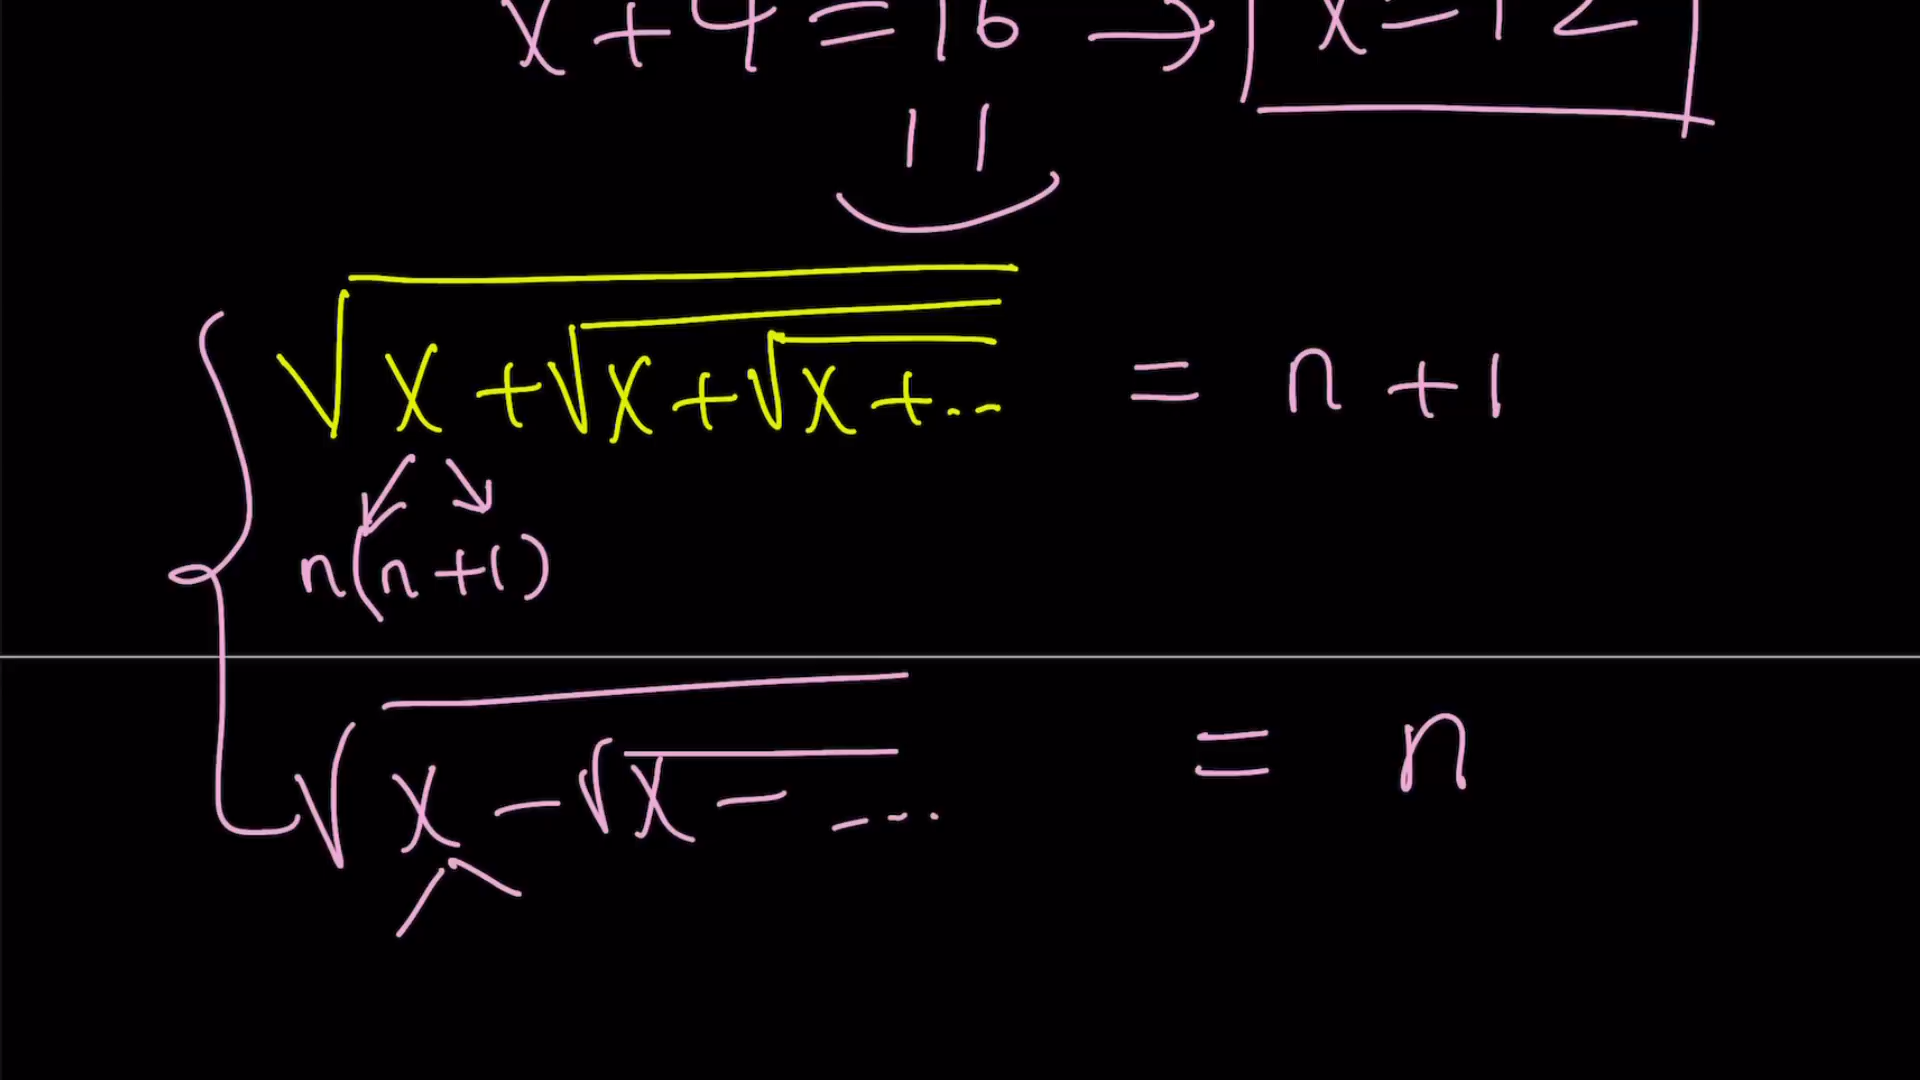 x + 4 = 16 → x = 12
√(x + √(x + √(x + ... = n + 1
n(n + 1)
√(x - √(x - ... = n